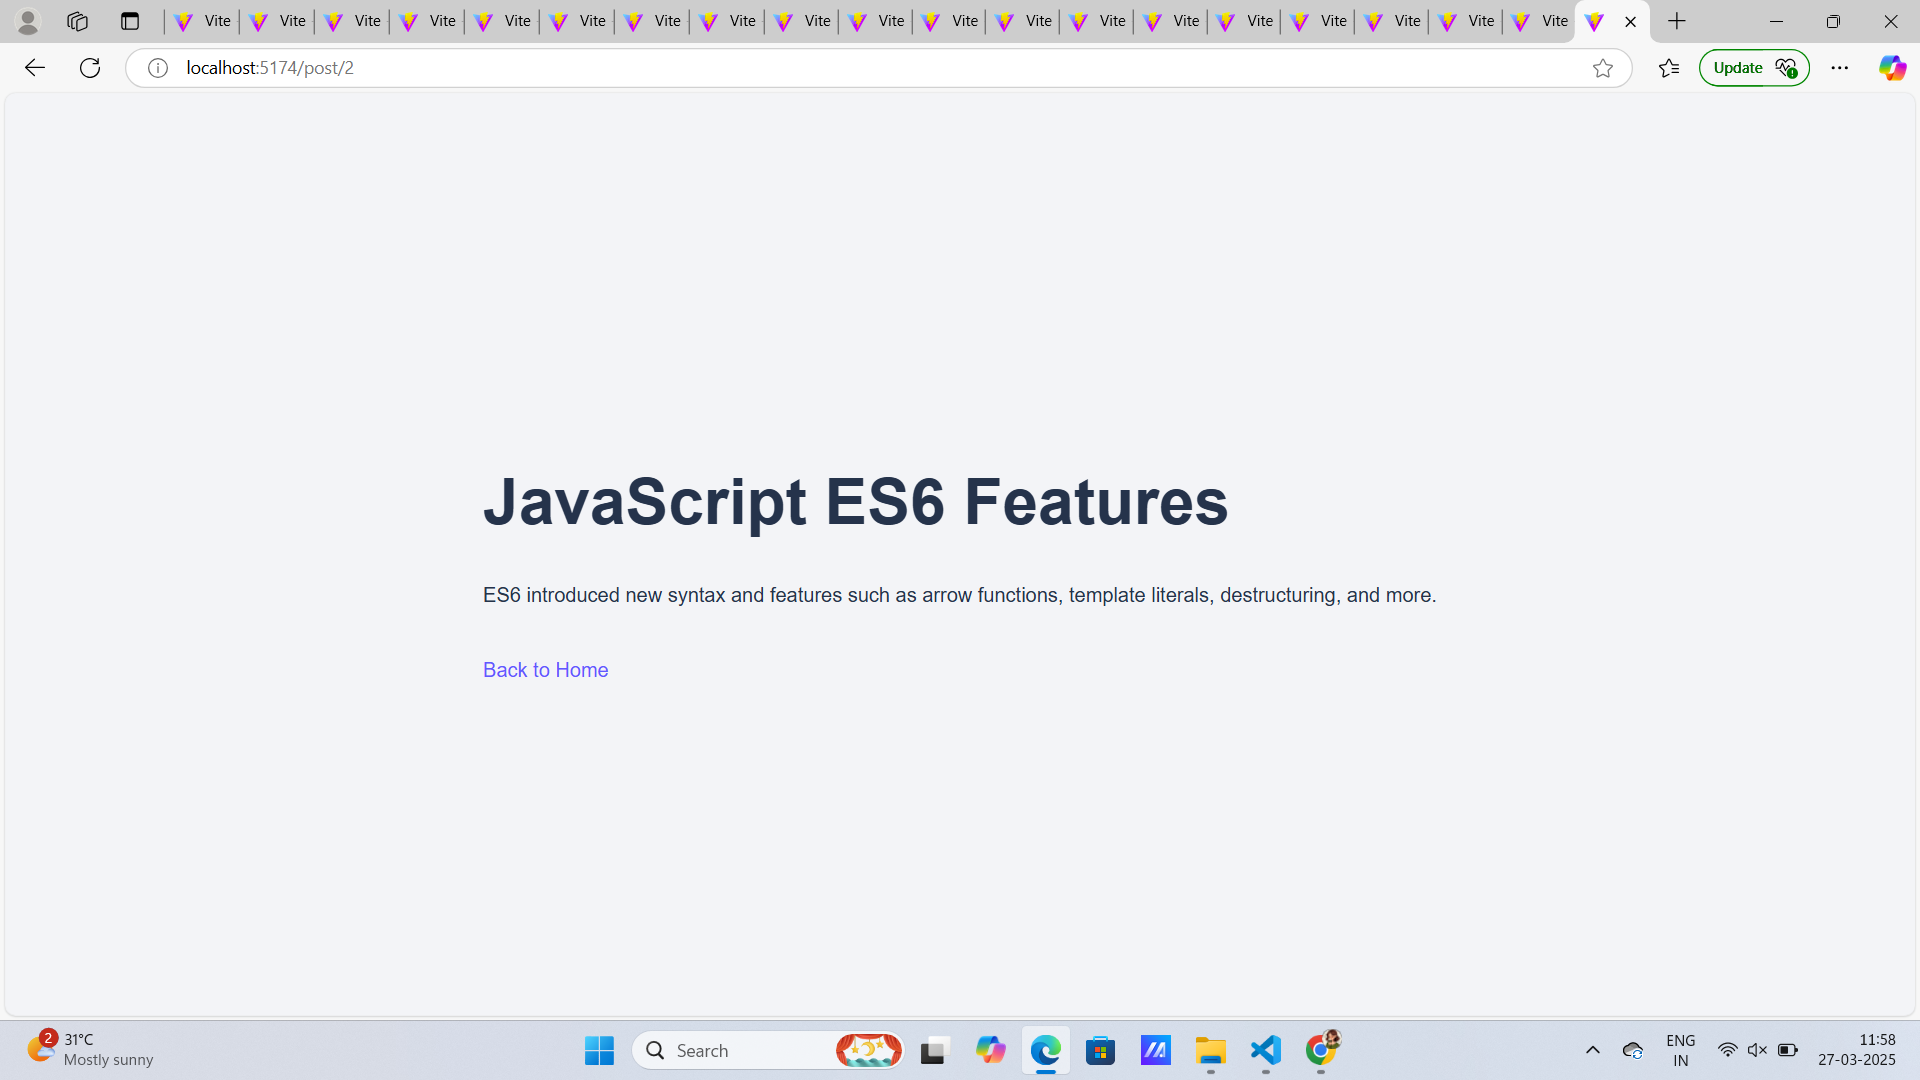 Vite Vite Vite Vite Vite Vite Vite Vite Vite Vite Vite Vite Vite Vite Vite Vite Vite Vite Vite
localhost:5174/post/2
Update
JavaScript ES6 Features
ES6 introduced new syntax and features such as arrow functions, template literals, destructuring, and more.
Back to Home
2
31°C
Mostly sunny
Search
ENG
IN
11:58
27-03-2025